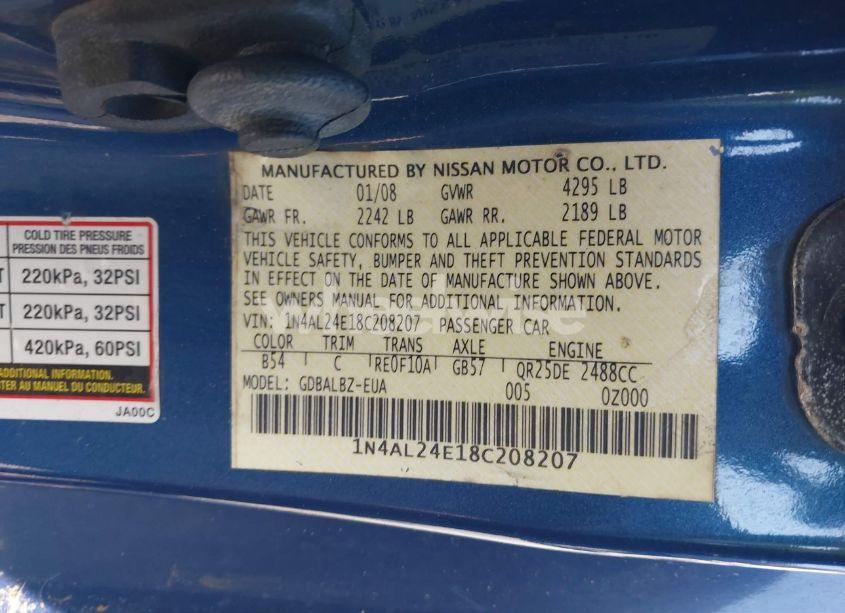 MANUFACTURED BY NISSAN MOTOR CO., LTD.
DATE 01/08 GVWR 4295 LB
GAWR FR. 2242 LB GAWR RR. 2189 LB
THIS VEHICLE CONFORMS TO ALL APPLICABLE FEDERAL MOTOR
VEHICLE SAFETY, BUMPER AND THEFT PREVENTION STANDARDS
IN EFFECT ON THE DATE OF MANUFACTURE SHOWN ABOVE.
SEE OWNERS MANUAL FOR ADDITIONAL INFORMATION.
VIN: 1N4AL24E18C208207 PASSENGER CAR
COLOR TRIM TRANS AXLE ENGINE
B54 C RE0F10A GB57 QR25DE 2488CC
MODEL: GDBALBZ-EUA 005 0Z000
1N4AL24E18C208207
COLD TIRE PRESSURE
PRESSION DES PNEUS FROIDS
220kPa, 32PSI
220kPa, 32PSI
420kPa, 60PSI
ADDITIONAL INFORMATION.
DU CONDUCTEUR.
JA00C